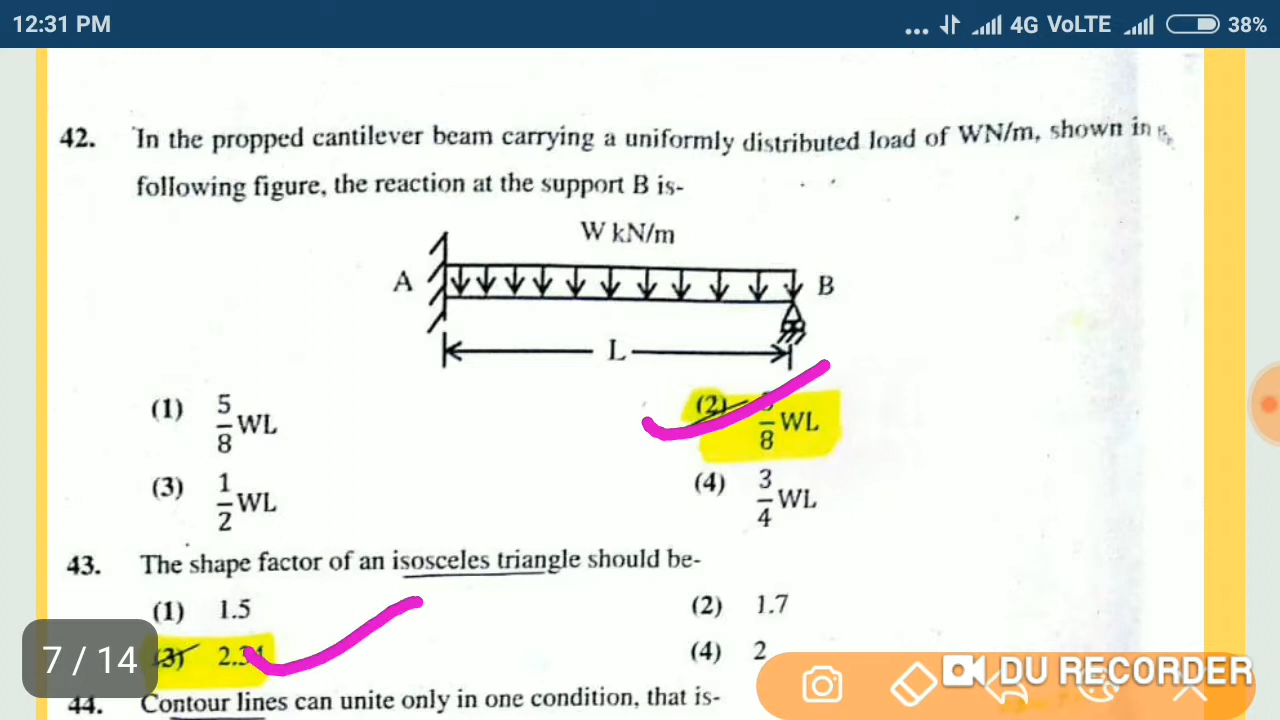 12:31 PM
... 4G VoLTE 38%
42. In the propped cantilever beam carrying a uniformly distributed load of WN/m, shown in
following figure, the reaction at the support B is-
W kN/m
A
B
L
(1) 5/8 WL
(2) /8 WL
(3) 1/2 WL
(4) 3/4 WL
43. The shape factor of an isosceles triangle should be-
(1) 1.5
(2) 1.7
(3) 2.34
(4) 2
7 / 14
DU RECORDER
44. Contour lines can unite only in one condition, that is-